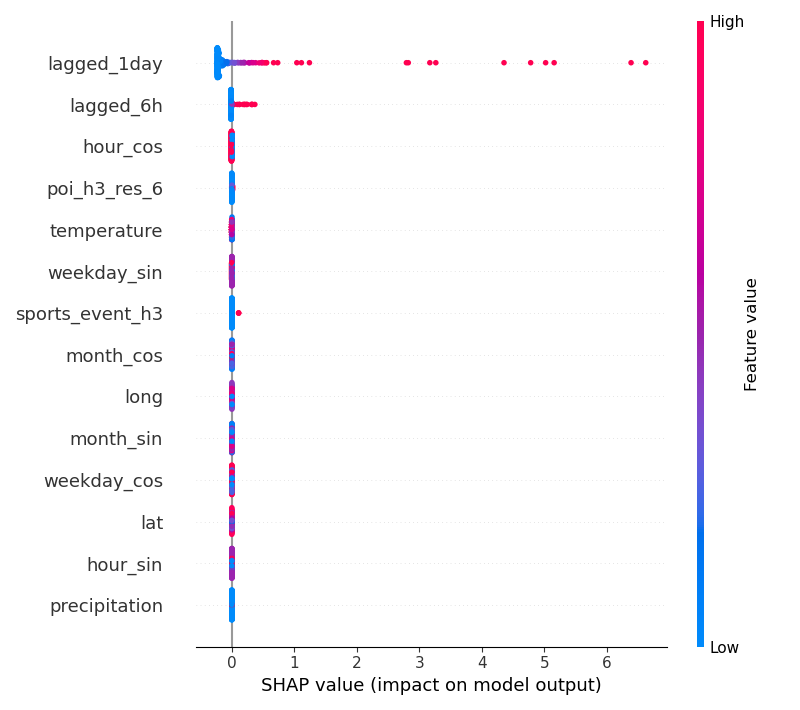 High
lagged_1day
lagged_6h
hour_cos
poi_h3_res_6
temperature
weekday_sin
sports_event_h3
month_cos
long
month_sin
weekday_cos
lat
hour_sin
precipitation
Feature value
Low
0 1 2 3 4 5 6
SHAP value (impact on model output)